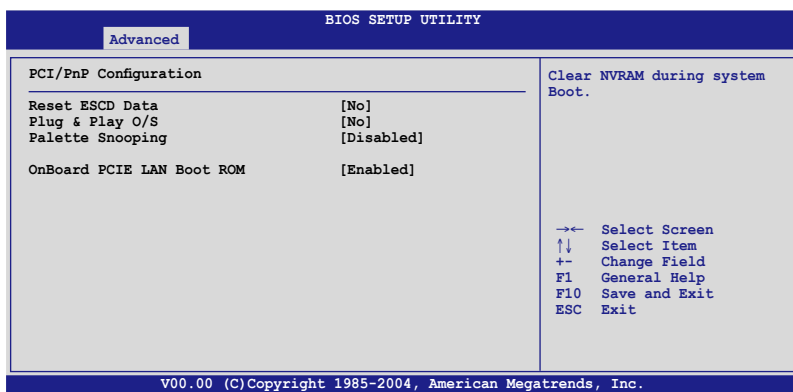 BIOS SETUP UTILITY
Advanced
PCI/PnP Configuration
Reset ESCD Data [No]
Plug & Play O/S [No]
Palette Snooping [Disabled]
OnBoard PCIE LAN Boot ROM [Enabled]
Clear NVRAM during system
Boot.
→← Select Screen
↑↓ Select Item
+- Change Field
F1 General Help
F10 Save and Exit
ESC Exit
V00.00 (C)Copyright 1985-2004, American Megatrends, Inc.